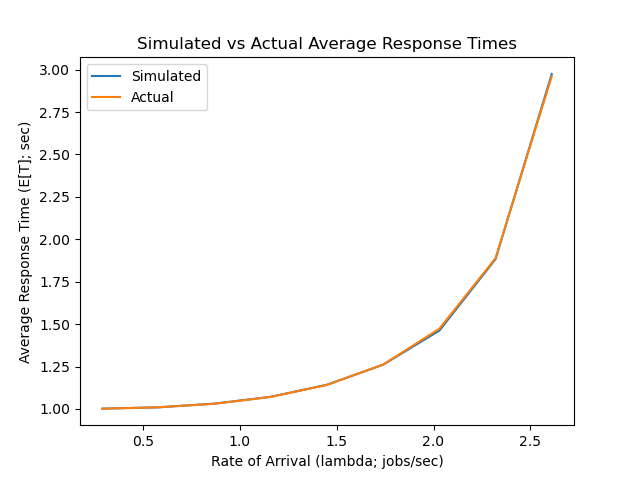 Simulated vs Actual Average Response Times
Simulated
Actual
3.00
2.75
2.50
2.25
2.00
1.75
1.50
1.25
1.00
Average Response Time (E[T]; sec)
0.5
1.0
1.5
2.0
2.5
Rate of Arrival (lambda; jobs/sec)